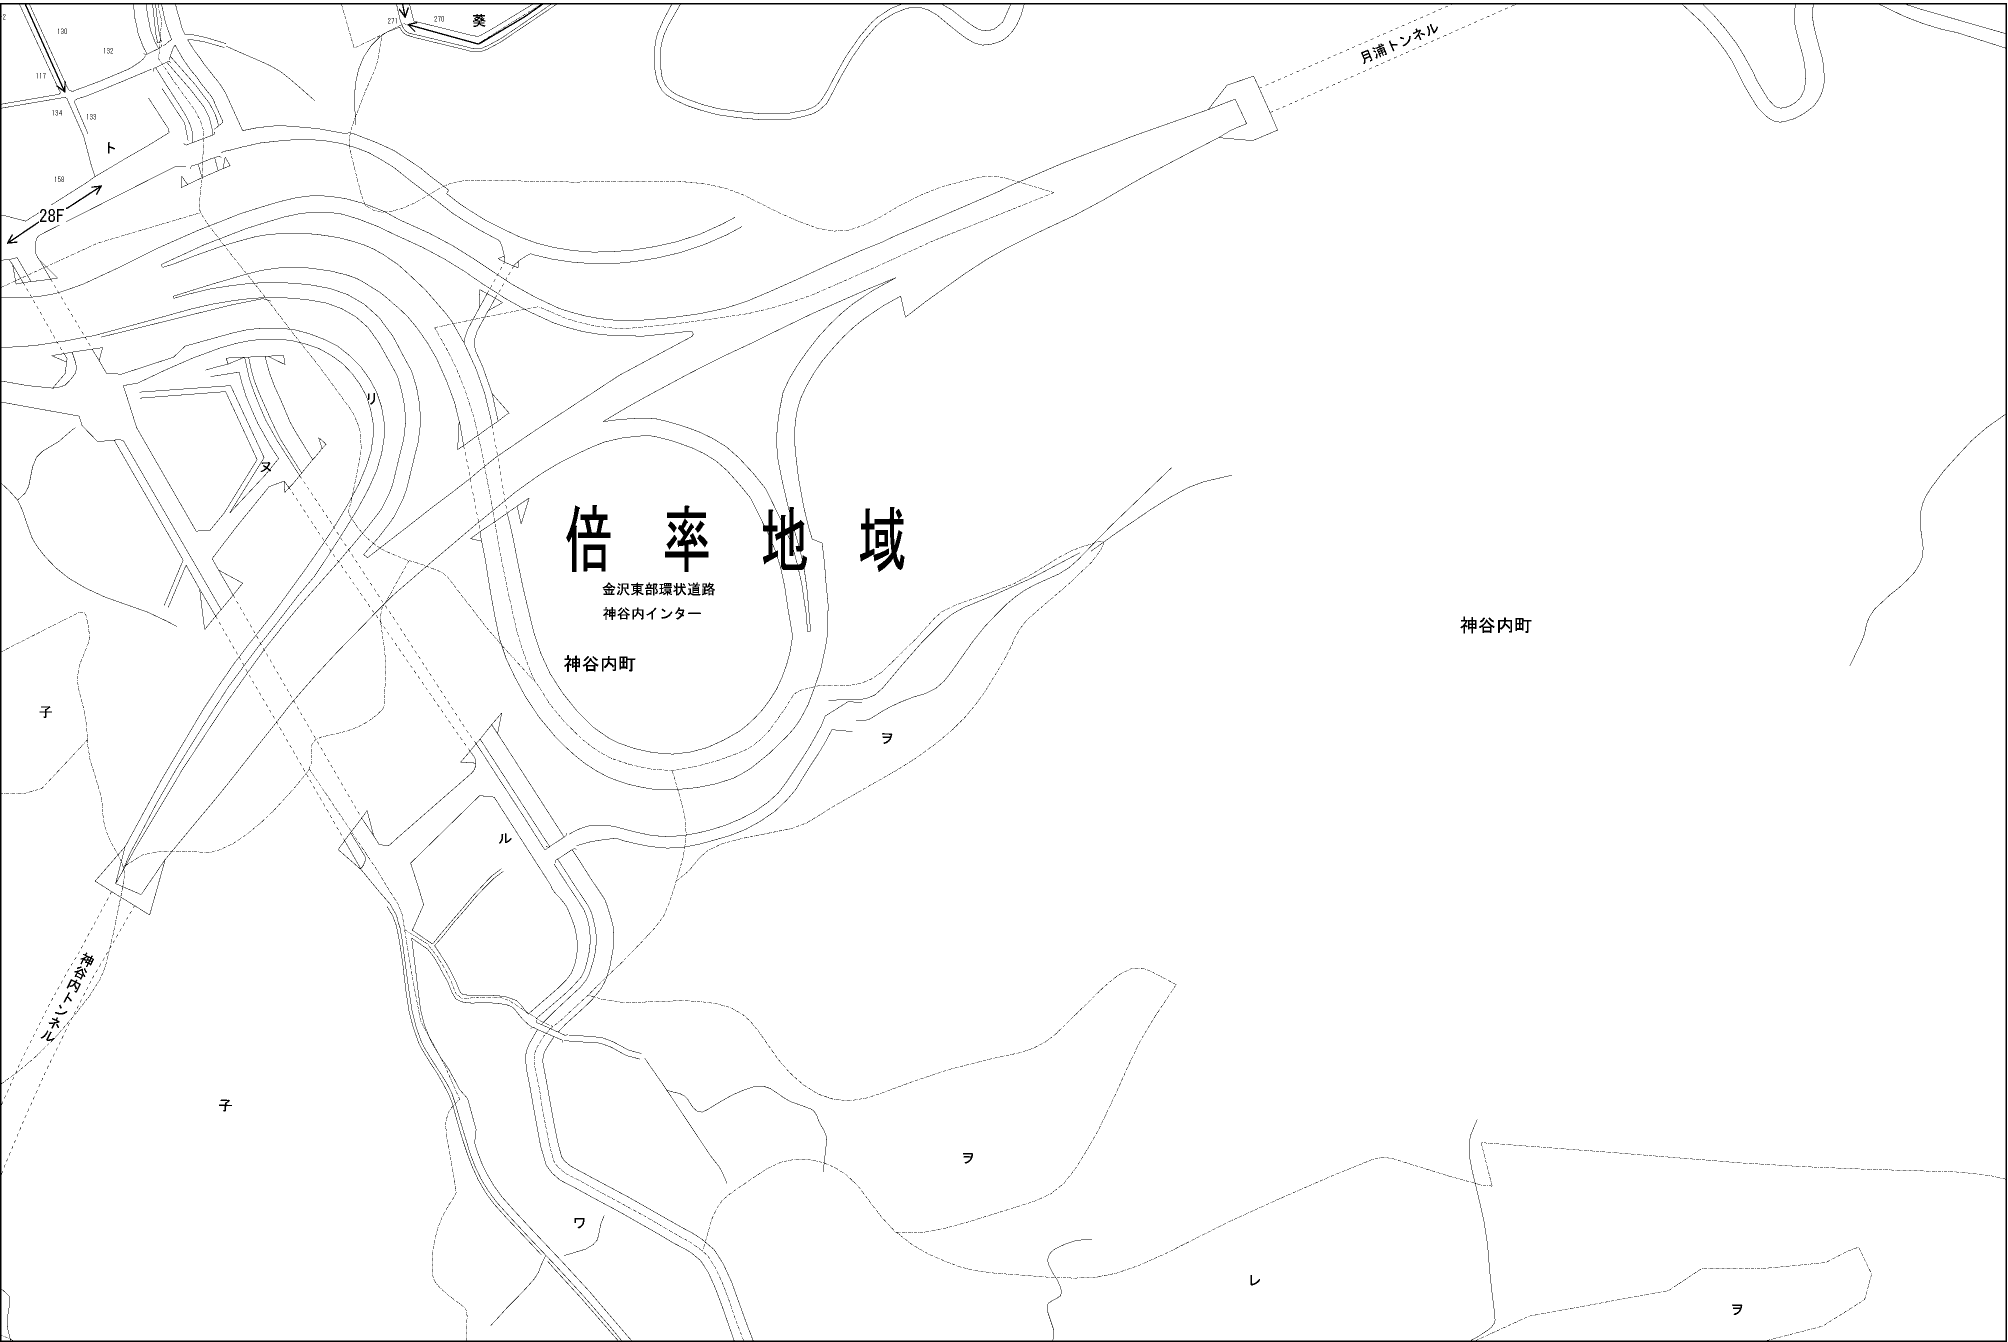 2
130
132
117
134
133
ト
158
28F
271
270
葵
月浦トンネル
リ
ヌ
倍率地域
金沢東部環状道路
神谷内インター
神谷内町
神谷内町
子
ヲ
ル
神谷内トンネル
子
ヲ
ワ
レ
ヲ